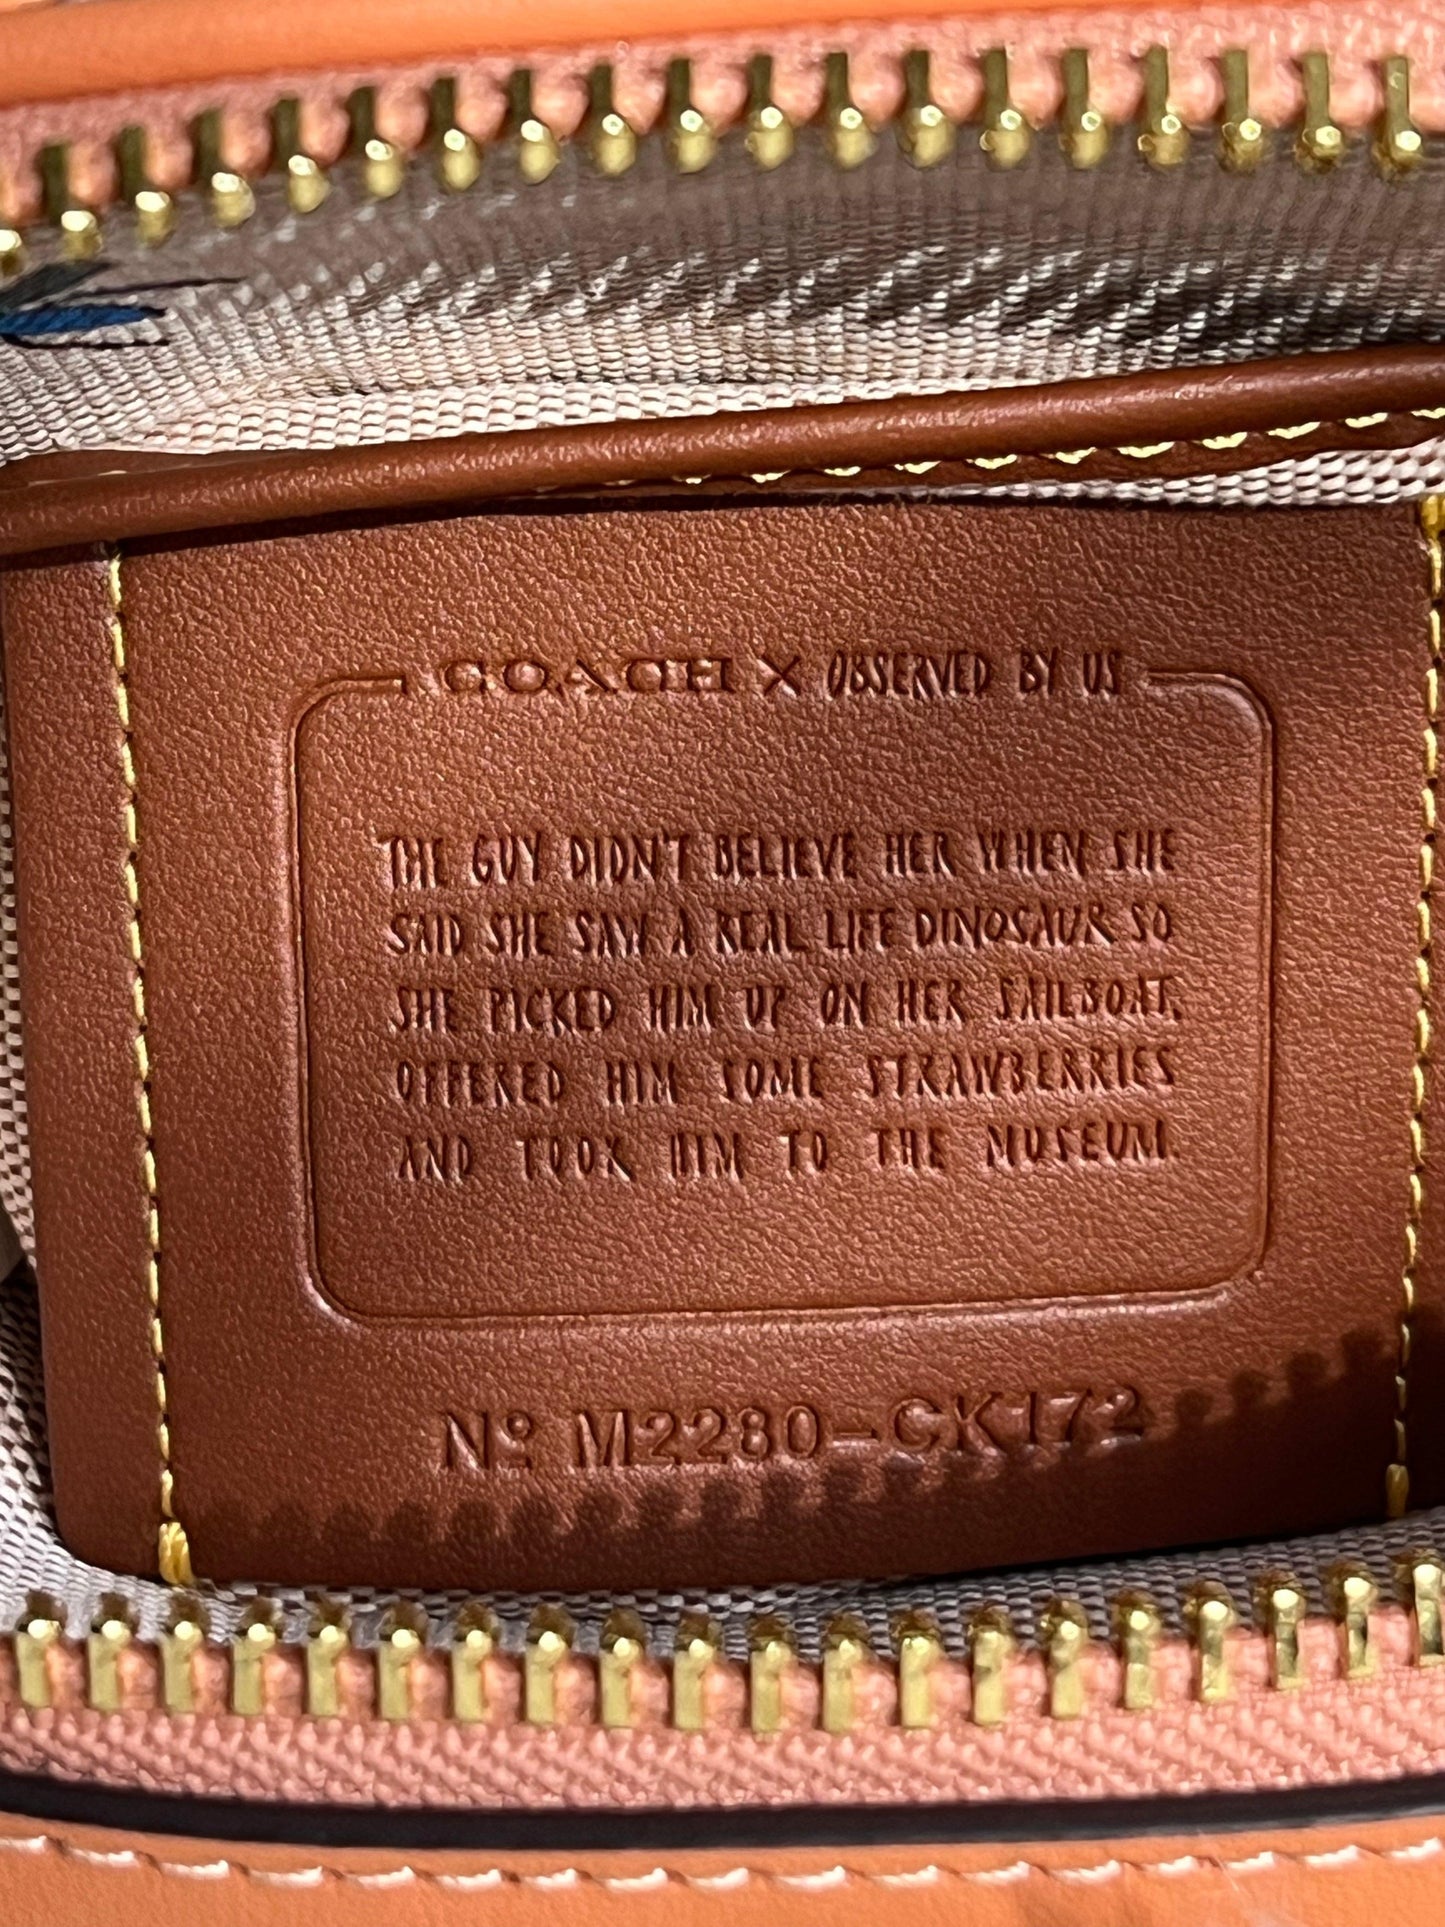 COACH X OBSERVED BY US
THE GUY DIDN'T BELIEVE HER WHEN SHE
SAID SHE SAW A REAL LIFE DINOSAUR SO
SHE PICKED HIM UP ON HER SAILBOAT,
OFFERED HIM SOME STRAWBERRIES
AND TOOK HIM TO THE MUSEUM.
Nº M2280-CK172